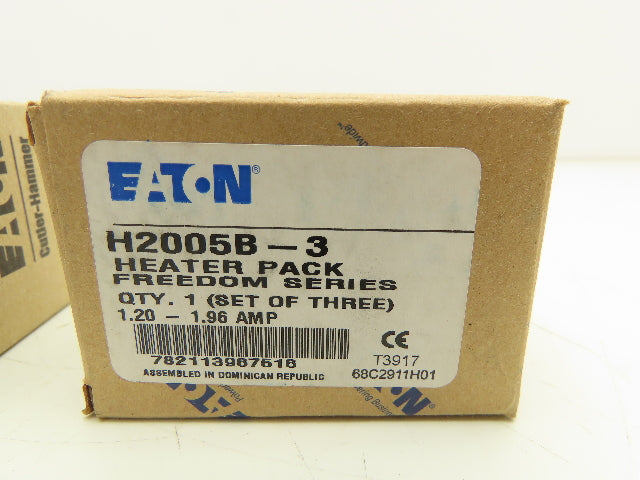 EATON
Cutler-Hammer
EATON®
H2005B - 3
HEATER PACK
FREEDOM SERIES
QTY. 1 (SET OF THREE)
1.20 - 1.96 AMP
782113967516
ASSEMBLED IN DOMINICAN REPUBLIC
CE
T3917
68C2911H01